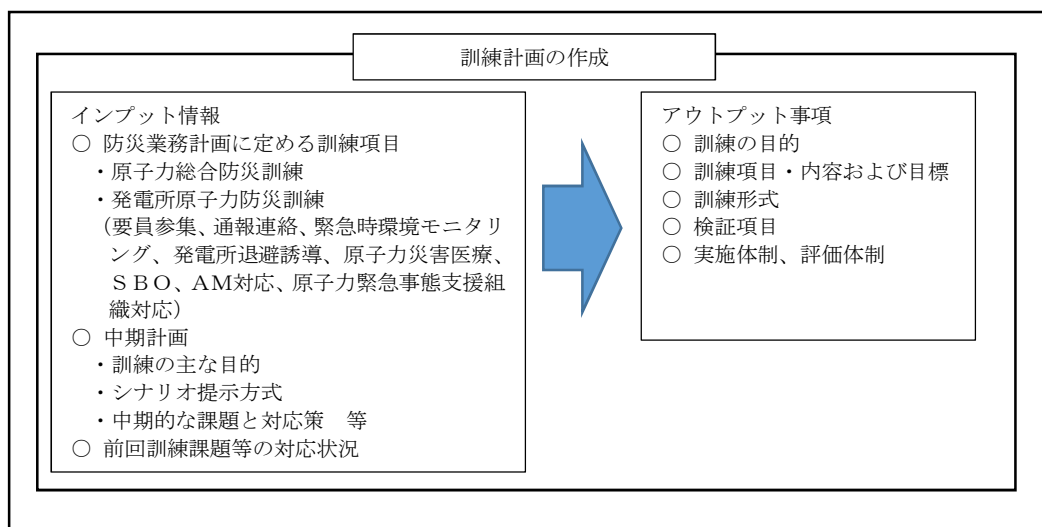 訓練計画の作成
インプット情報
○ 防災業務計画に定める訓練項目
・原子力総合防災訓練
・発電所原子力防災訓練
(要員参集、通報連絡、緊急時環境モニタリ
ング、発電所退避誘導、原子力災害医療、
ＳＢＯ、ＡＭ対応、原子力緊急事態支援組
織対応)
○ 中期計画
・訓練の主な目的
・シナリオ提示方式
・中期的な課題と対応策　等
○ 前回訓練課題等の対応状況
アウトプット事項
○ 訓練の目的
○ 訓練項目・内容および目標
○ 訓練形式
○ 検証項目
○ 実施体制、評価体制